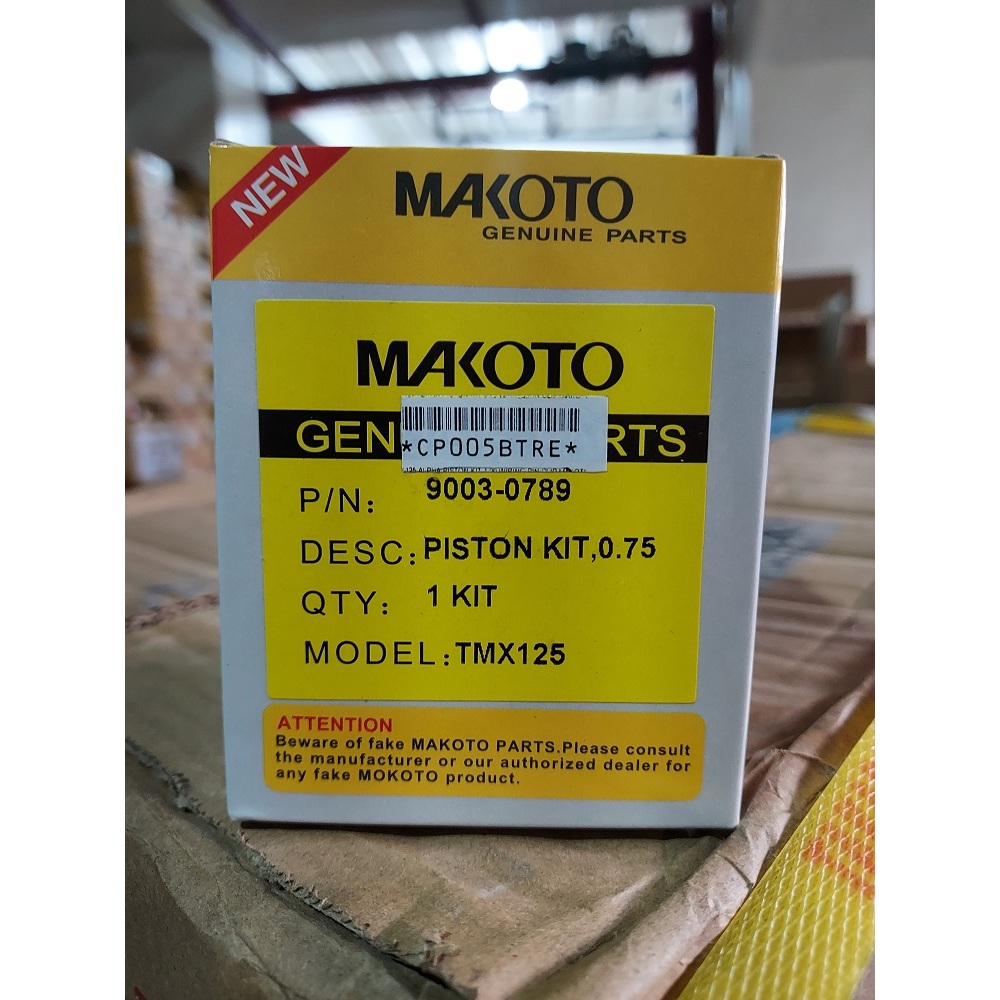 NEW
MAKOTO
GENUINE PARTS
MAKOTO
GEN RTS
*CP005BTRE*
P/N: 9003-0789
DESC: PISTON KIT,0.75
QTY: 1 KIT
MODEL: TMX125
ATTENTION
Beware of fake MAKOTO PARTS.Please consult
the manufacturer or our authorized dealer for
any fake MOKOTO product.